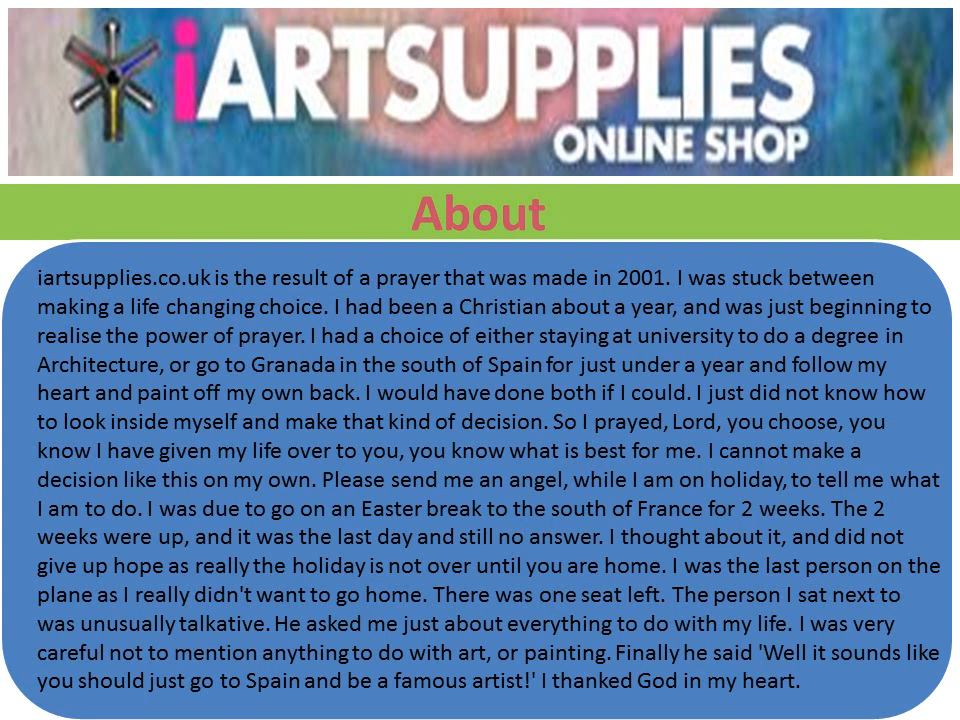 iARTSUPPLIES
ONLINE SHOP
About
iartsupplies.co.uk is the result of a prayer that was made in 2001. I was stuck between
making a life changing choice. I had been a Christian about a year, and was just beginning to
realise the power of prayer. I had a choice of either staying at university to do a degree in
Architecture, or go to Granada in the south of Spain for just under a year and follow my
heart and paint off my own back. I would have done both if I could. I just did not know how
to look inside myself and make that kind of decision. So I prayed, Lord, you choose, you
know I have given my life over to you, you know what is best for me. I cannot make a
decision like this on my own. Please send me an angel, while I am on holiday, to tell me what
I am to do. I was due to go on an Easter break to the south of France for 2 weeks. The 2
weeks were up, and it was the last day and still no answer. I thought about it, and did not
give up hope as really the holiday is not over until you are home. I was the last person on the
plane as I really didn't want to go home. There was one seat left. The person I sat next to
was unusually talkative. He asked me just about everything to do with my life. I was very
careful not to mention anything to do with art, or painting. Finally he said 'Well it sounds like
you should just go to Spain and be a famous artist!' I thanked God in my heart.